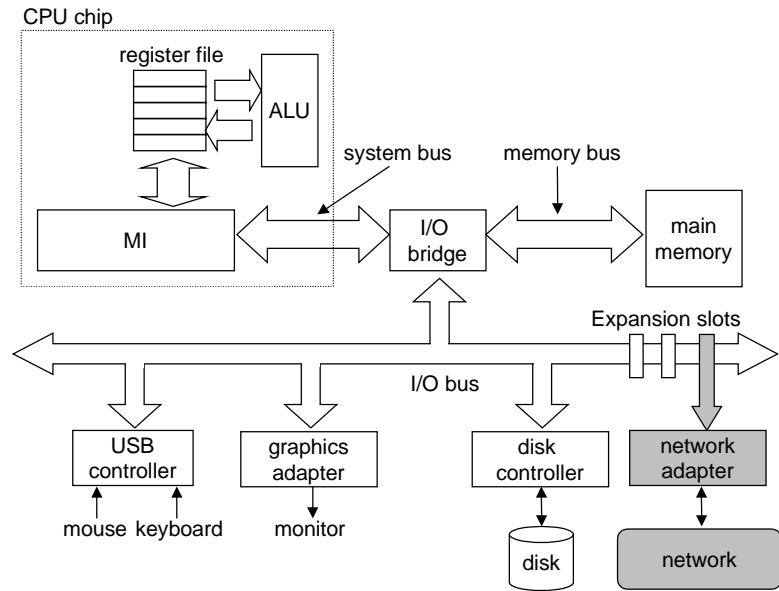 CPU chip
register file
ALU
system bus
memory bus
MI
I/O
bridge
main
memory
Expansion slots
I/O bus
USB
controller
graphics
adapter
disk
controller
network
adapter
mouse keyboard
monitor
disk
network